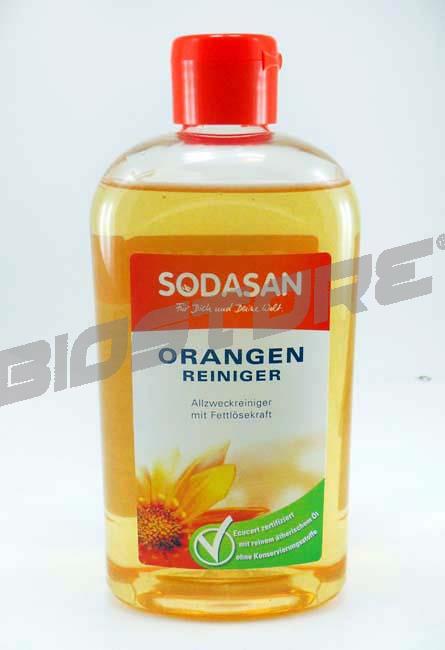 SODASAN
Für Dich und Deine Welt.
BIOSTORE®
ORANGEN
REINIGER
Allzweckreiniger
mit Fettlösekraft
Ecocert zertifiziert
mit reinem ätherischem Öl
ohne Konservierungsstoffe